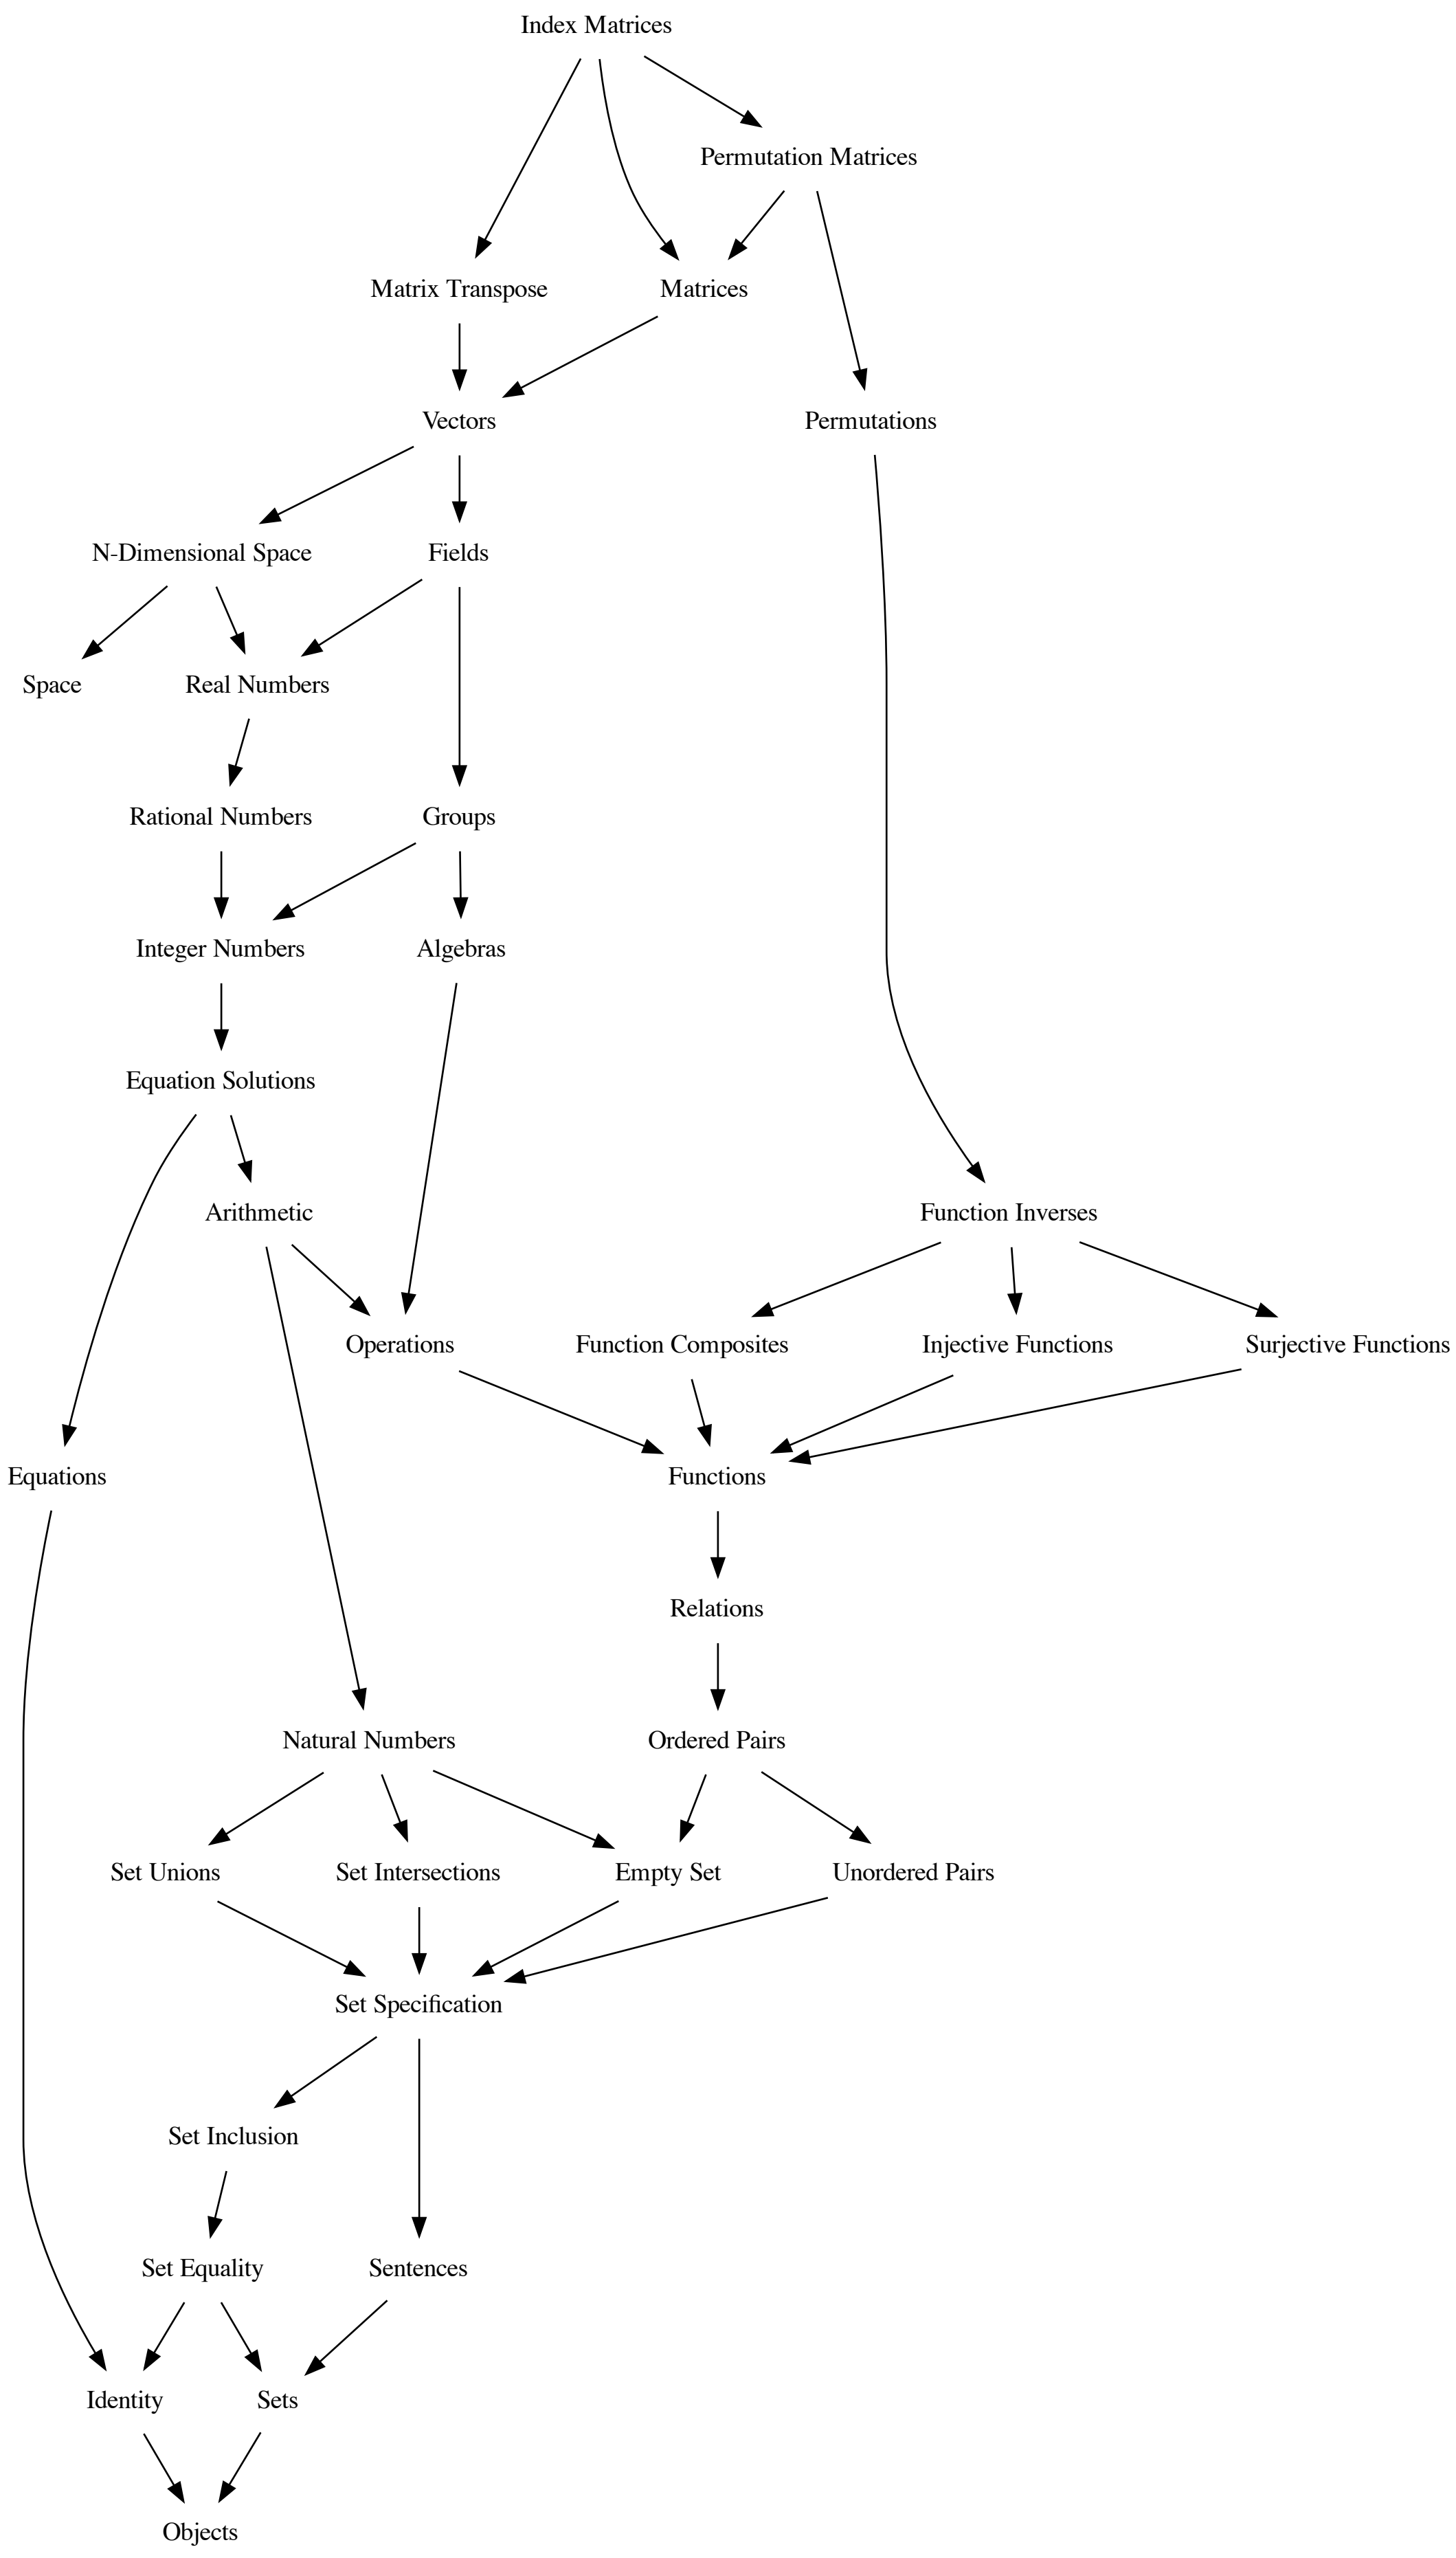 Index Matrices
Permutation Matrices
Matrix Transpose
Matrices
Vectors
Permutations
N-Dimensional Space
Fields
Space
Real Numbers
Rational Numbers
Groups
Integer Numbers
Algebras
Equation Solutions
Arithmetic
Function Inverses
Operations
Function Composites
Injective Functions
Surjective Functions
Equations
Functions
Relations
Natural Numbers
Ordered Pairs
Set Unions
Set Intersections
Empty Set
Unordered Pairs
Set Specification
Set Inclusion
Set Equality
Sentences
Identity
Sets
Objects